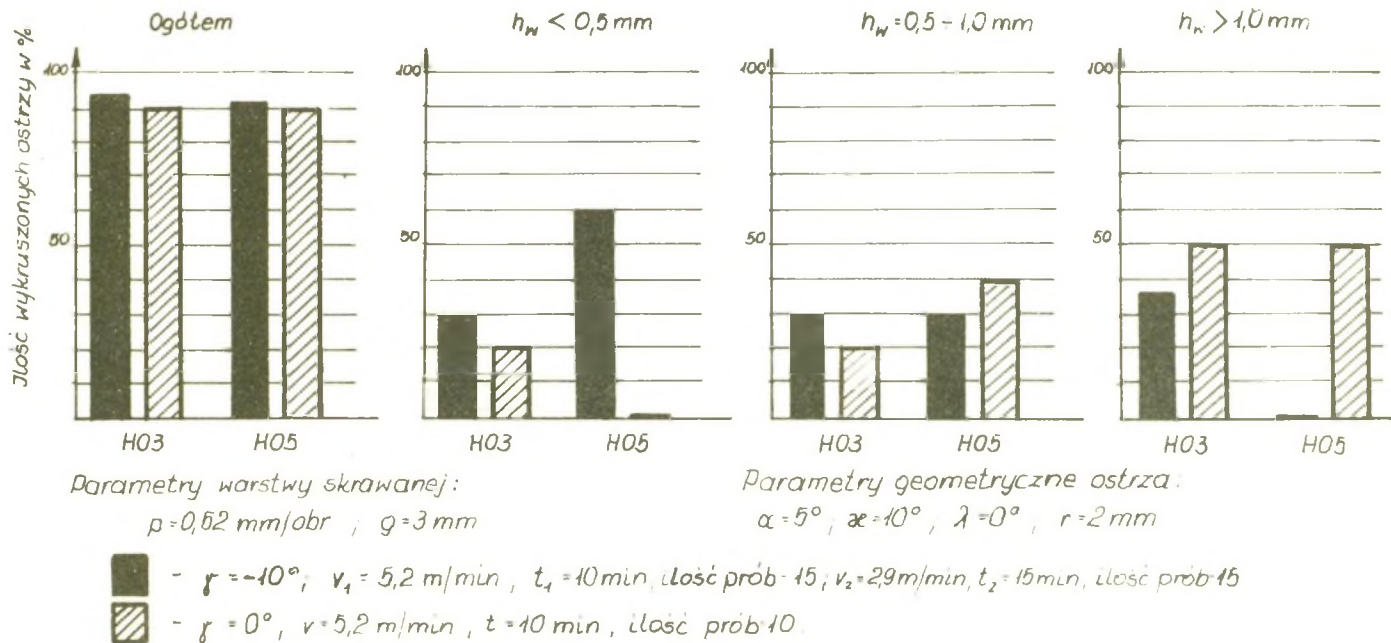 Ogółem
h_w < 0,5 mm
h_w = 0,5 - 1,0 mm
h_w > 1,0 mm
Ilość wykruszonych ostrzy w %
100
50
H03 H05
100
50
H03 H05
100
50
H03 H05
100
50
H03 H05
Parametry warstwy skrawanej:
p=0,52 mm/obr ; g=3 mm
Parametry geometryczne ostrza:
α=5°, æ=10°, λ=0°, r=2 mm
- γ=-10°; v₁=5,2 m/min, t₁=10 min, ilość prób-15; v₂=2,9 m/min, t₂=15 min, ilość prób-15
- γ=0°, v=5,2 m/min, t=10 min, ilość prób 10